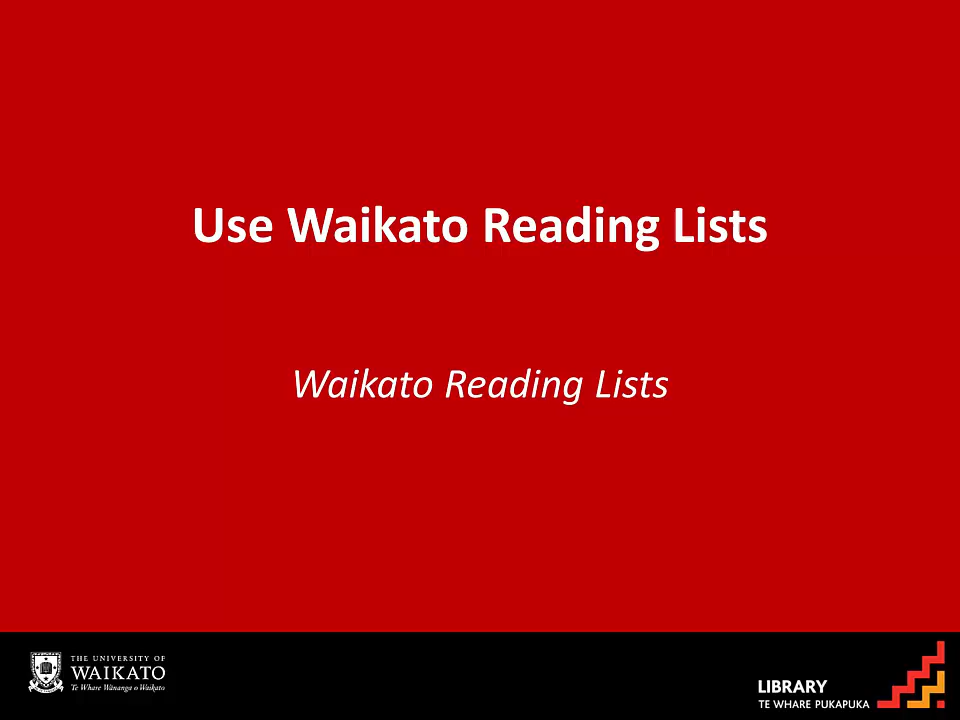 Use Waikato Reading Lists
Waikato Reading Lists
THE UNIVERSITY OF
WAIKATO
Te Whare Wānanga o Waikato
LIBRARY
TE WHARE PUKAPUKA